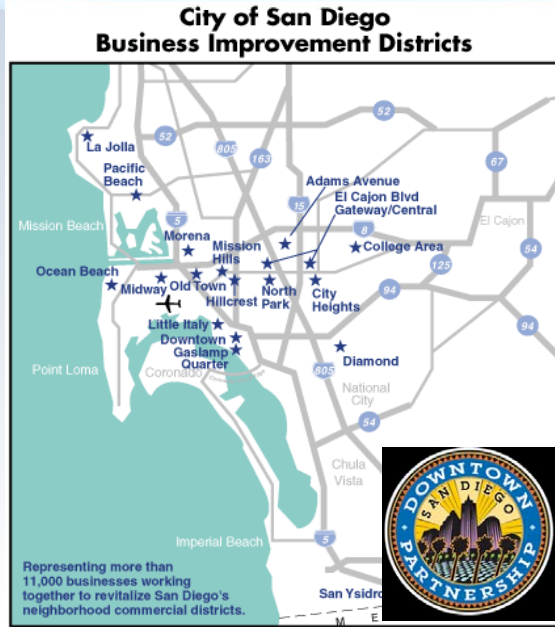 City of San Diego
Business Improvement Districts
52
La Jolla
52
805
163
67
Pacific
Beach
Adams Avenue
El Cajon Blvd
Gateway/Central
15
5
Mission Beach
El Cajon
8
Morena
Mission
Hills
College Area
54
125
Ocean Beach
Midway
Old Town
Hillcrest
North
Park
City
Heights
94
94
Little Italy
Downtown
Gaslamp
Quarter
Point Loma
Coronado
805
Diamond
National
City
54
Chula
Vista
DOWNTOWN
SAN DIEGO
PARTNERSHIP
Imperial Beach
5
Representing more than
11,000 businesses working
together to revitalize San Diego's
neighborhood commercial districts.
San Ysidro
M E